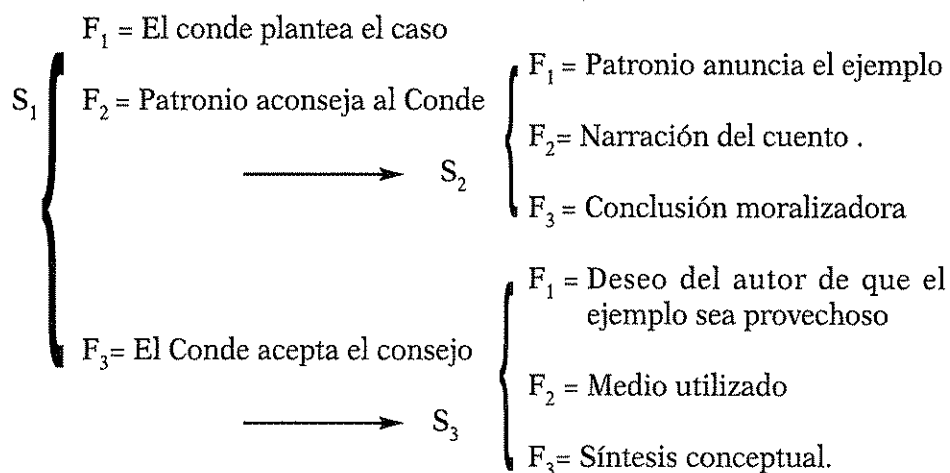 F₁ = El conde plantea el caso
S₁
F₂ = Patronio aconseja al Conde
S₂
F₁ = Patronio anuncia el ejemplo
F₂= Narración del cuento .
F₃ = Conclusión moralizadora
F₃= El Conde acepta el consejo
S₃
F₁ = Deseo del autor de que el
ejemplo sea provechoso
F₂ = Medio utilizado
F₃= Síntesis conceptual.